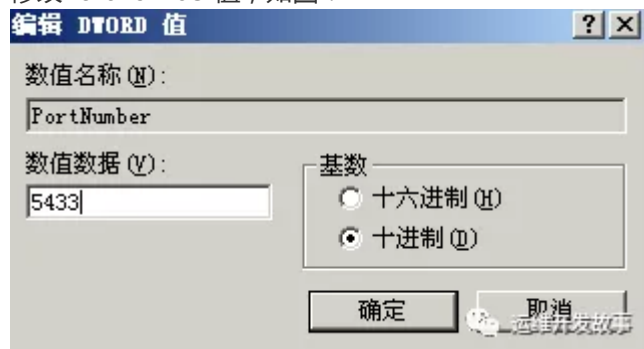 编辑 DWORD 值
数值名称(N):
PortNumber
数值数据(V):
5433
基数
十六进制(H)
十进制(D)
确定
取消
运维开发故事